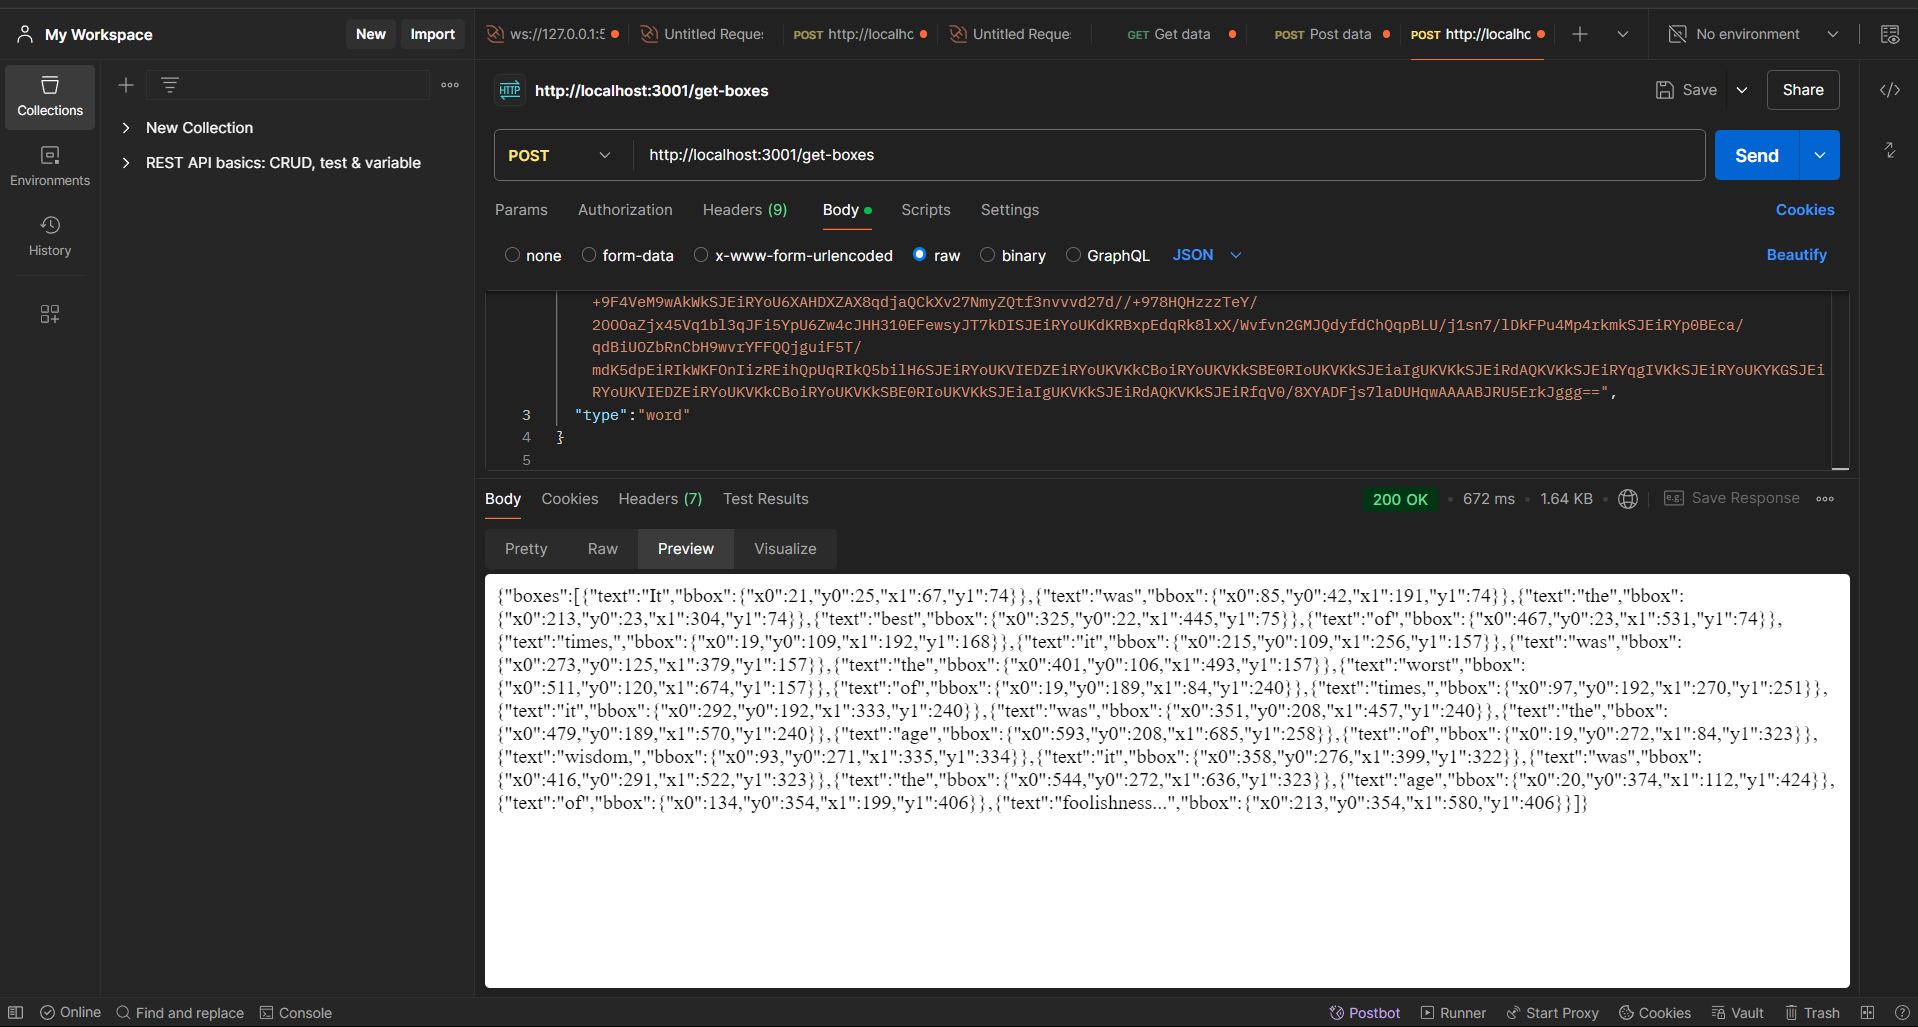 My Workspace
New
Import
ws://127.0.0.1:5
Untitled Reque
POST http://localhc
Untitled Reque
GET Get data
POST Post data
POST http://localhc
No environment
Collections
Environments
History
New Collection
REST API basics: CRUD, test & variable
HTTP
http://localhost:3001/get-boxes
Save
Share
POST
http://localhost:3001/get-boxes
Send
Params
Authorization
Headers (9)
Body
Scripts
Settings
Cookies
none
form-data
x-www-form-urlencoded
raw
binary
GraphQL
JSON
Beautify
+9F4VeM9wAkWkSJEiRYoU6XAHDXZAX8qdjaQCkXv27NmyZQtf3nvvvd27d//+978HQHzzzTeY/
2OOOaZjx45Vq1bl3qJFi5YpU6Zw4cJHH310EFewsyJT7kDISJEiRYoUKdKRBxpEdqRk8lxX/Wvfvn2GMJQdyfdChQqpBLU/j1sn7/lDkFPu4Mp4rkmkSJEiRYp0BEca/
qdBiUOZbRnCbH9wvrYFFQQjguiF5T/
mdK5dpEiRIkWKFOnIizREihQpUqRIkQ5bilH6SJEiRYoUKVIEDZEiRYoUKVKkCBoiRYoUKVKkSBE0RIoUKVKkSJEiaIgUKVKkSJEiRdAQKVKkSJEiRYqgIVKkSJEiRYoUKYKGSJEi
RYoUKVIEDZEiRYoUKVKkCBoiRYoUKVKkSBE0RIoUKVKkSJEiaIgUKVKkSJEiRdAQKVKkSJEiRfqV0/8XYADFjs7laDUHqwAAAABJRU5ErkJggg==",
3 "type":"word"
4 }
5
Body
Cookies
Headers (7)
Test Results
200 OK
672 ms
1.64 KB
e.g.
Save Response
Pretty
Raw
Preview
Visualize
{"boxes":[{"text":"It","bbox":{"x0":21,"y0":25,"x1":67,"y1":74}},{"text":"was","bbox":{"x0":85,"y0":42,"x1":191,"y1":74}},{"text":"the","bbox":
{"x0":213,"y0":23,"x1":304,"y1":74}},{"text":"best","bbox":{"x0":325,"y0":22,"x1":445,"y1":75}},{"text":"of","bbox":{"x0":467,"y0":23,"x1":531,"y1":74}},
{"text":"times,","bbox":{"x0":19,"y0":109,"x1":192,"y1":168}},{"text":"it","bbox":{"x0":215,"y0":109,"x1":256,"y1":157}},{"text":"was","bbox":
{"x0":273,"y0":125,"x1":379,"y1":157}},{"text":"the","bbox":{"x0":401,"y0":106,"x1":493,"y1":157}},{"text":"worst","bbox":
{"x0":511,"y0":120,"x1":674,"y1":157}},{"text":"of","bbox":{"x0":19,"y0":189,"x1":84,"y1":240}},{"text":"times,","bbox":{"x0":97,"y0":192,"x1":270,"y1":251}},
{"text":"it","bbox":{"x0":292,"y0":192,"x1":333,"y1":240}},{"text":"was","bbox":{"x0":351,"y0":208,"x1":457,"y1":240}},{"text":"the","bbox":
{"x0":479,"y0":189,"x1":570,"y1":240}},{"text":"age","bbox":{"x0":593,"y0":208,"x1":685,"y1":258}},{"text":"of","bbox":{"x0":19,"y0":272,"x1":84,"y1":323}},
{"text":"wisdom,","bbox":{"x0":93,"y0":271,"x1":335,"y1":334}},{"text":"it","bbox":{"x0":358,"y0":276,"x1":399,"y1":322}},{"text":"was","bbox":
{"x0":416,"y0":291,"x1":522,"y1":323}},{"text":"the","bbox":{"x0":544,"y0":272,"x1":636,"y1":323}},{"text":"age","bbox":{"x0":20,"y0":374,"x1":112,"y1":424}},
{"text":"of","bbox":{"x0":134,"y0":354,"x1":199,"y1":406}},{"text":"foolishness...","bbox":{"x0":213,"y0":354,"x1":580,"y1":406}}]}
Online
Find and replace
Console
Postbot
Runner
Start Proxy
Cookies
Vault
Trash